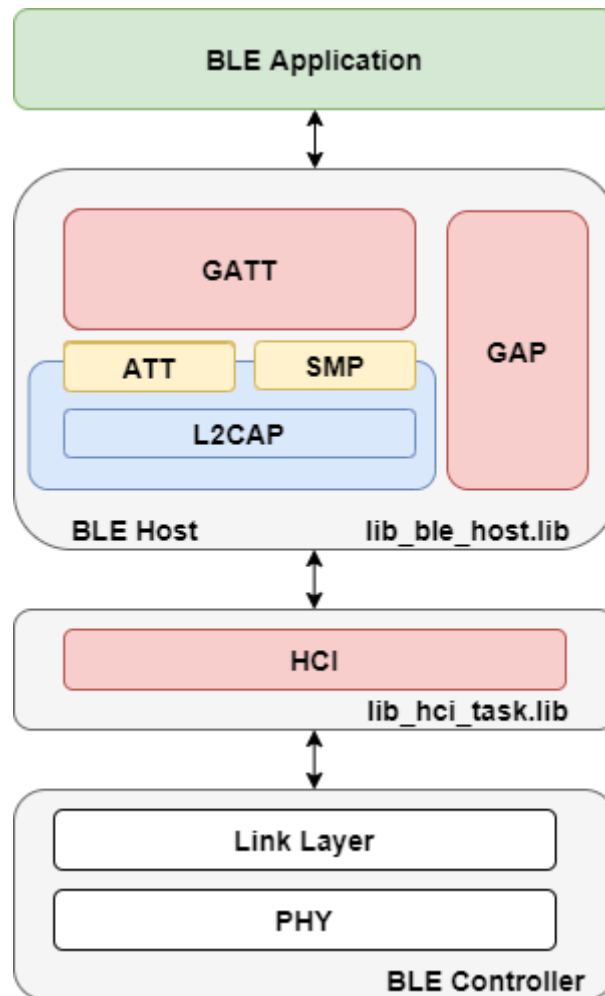 BLE Application
GATT
GAP
ATT
SMP
L2CAP
BLE Host
lib_ble_host.lib
HCI
lib_hci_task.lib
Link Layer
PHY
BLE Controller